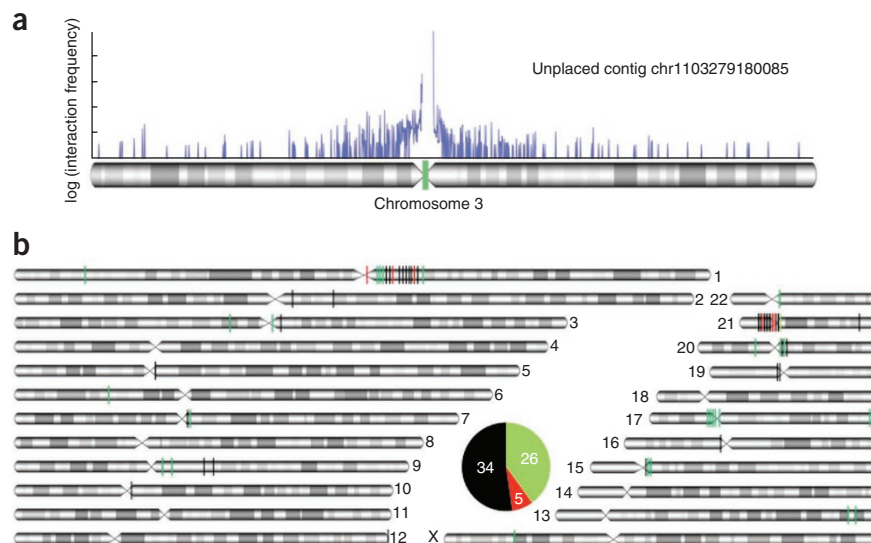 a
log (interaction frequency)
Unplaced contig chr1103279180085
Chromosome 3
b
1
2 22
3 21
4 20
5 19
6 18
7 17
8 16
9 15
10 14
11 13
12 X
34
26
5